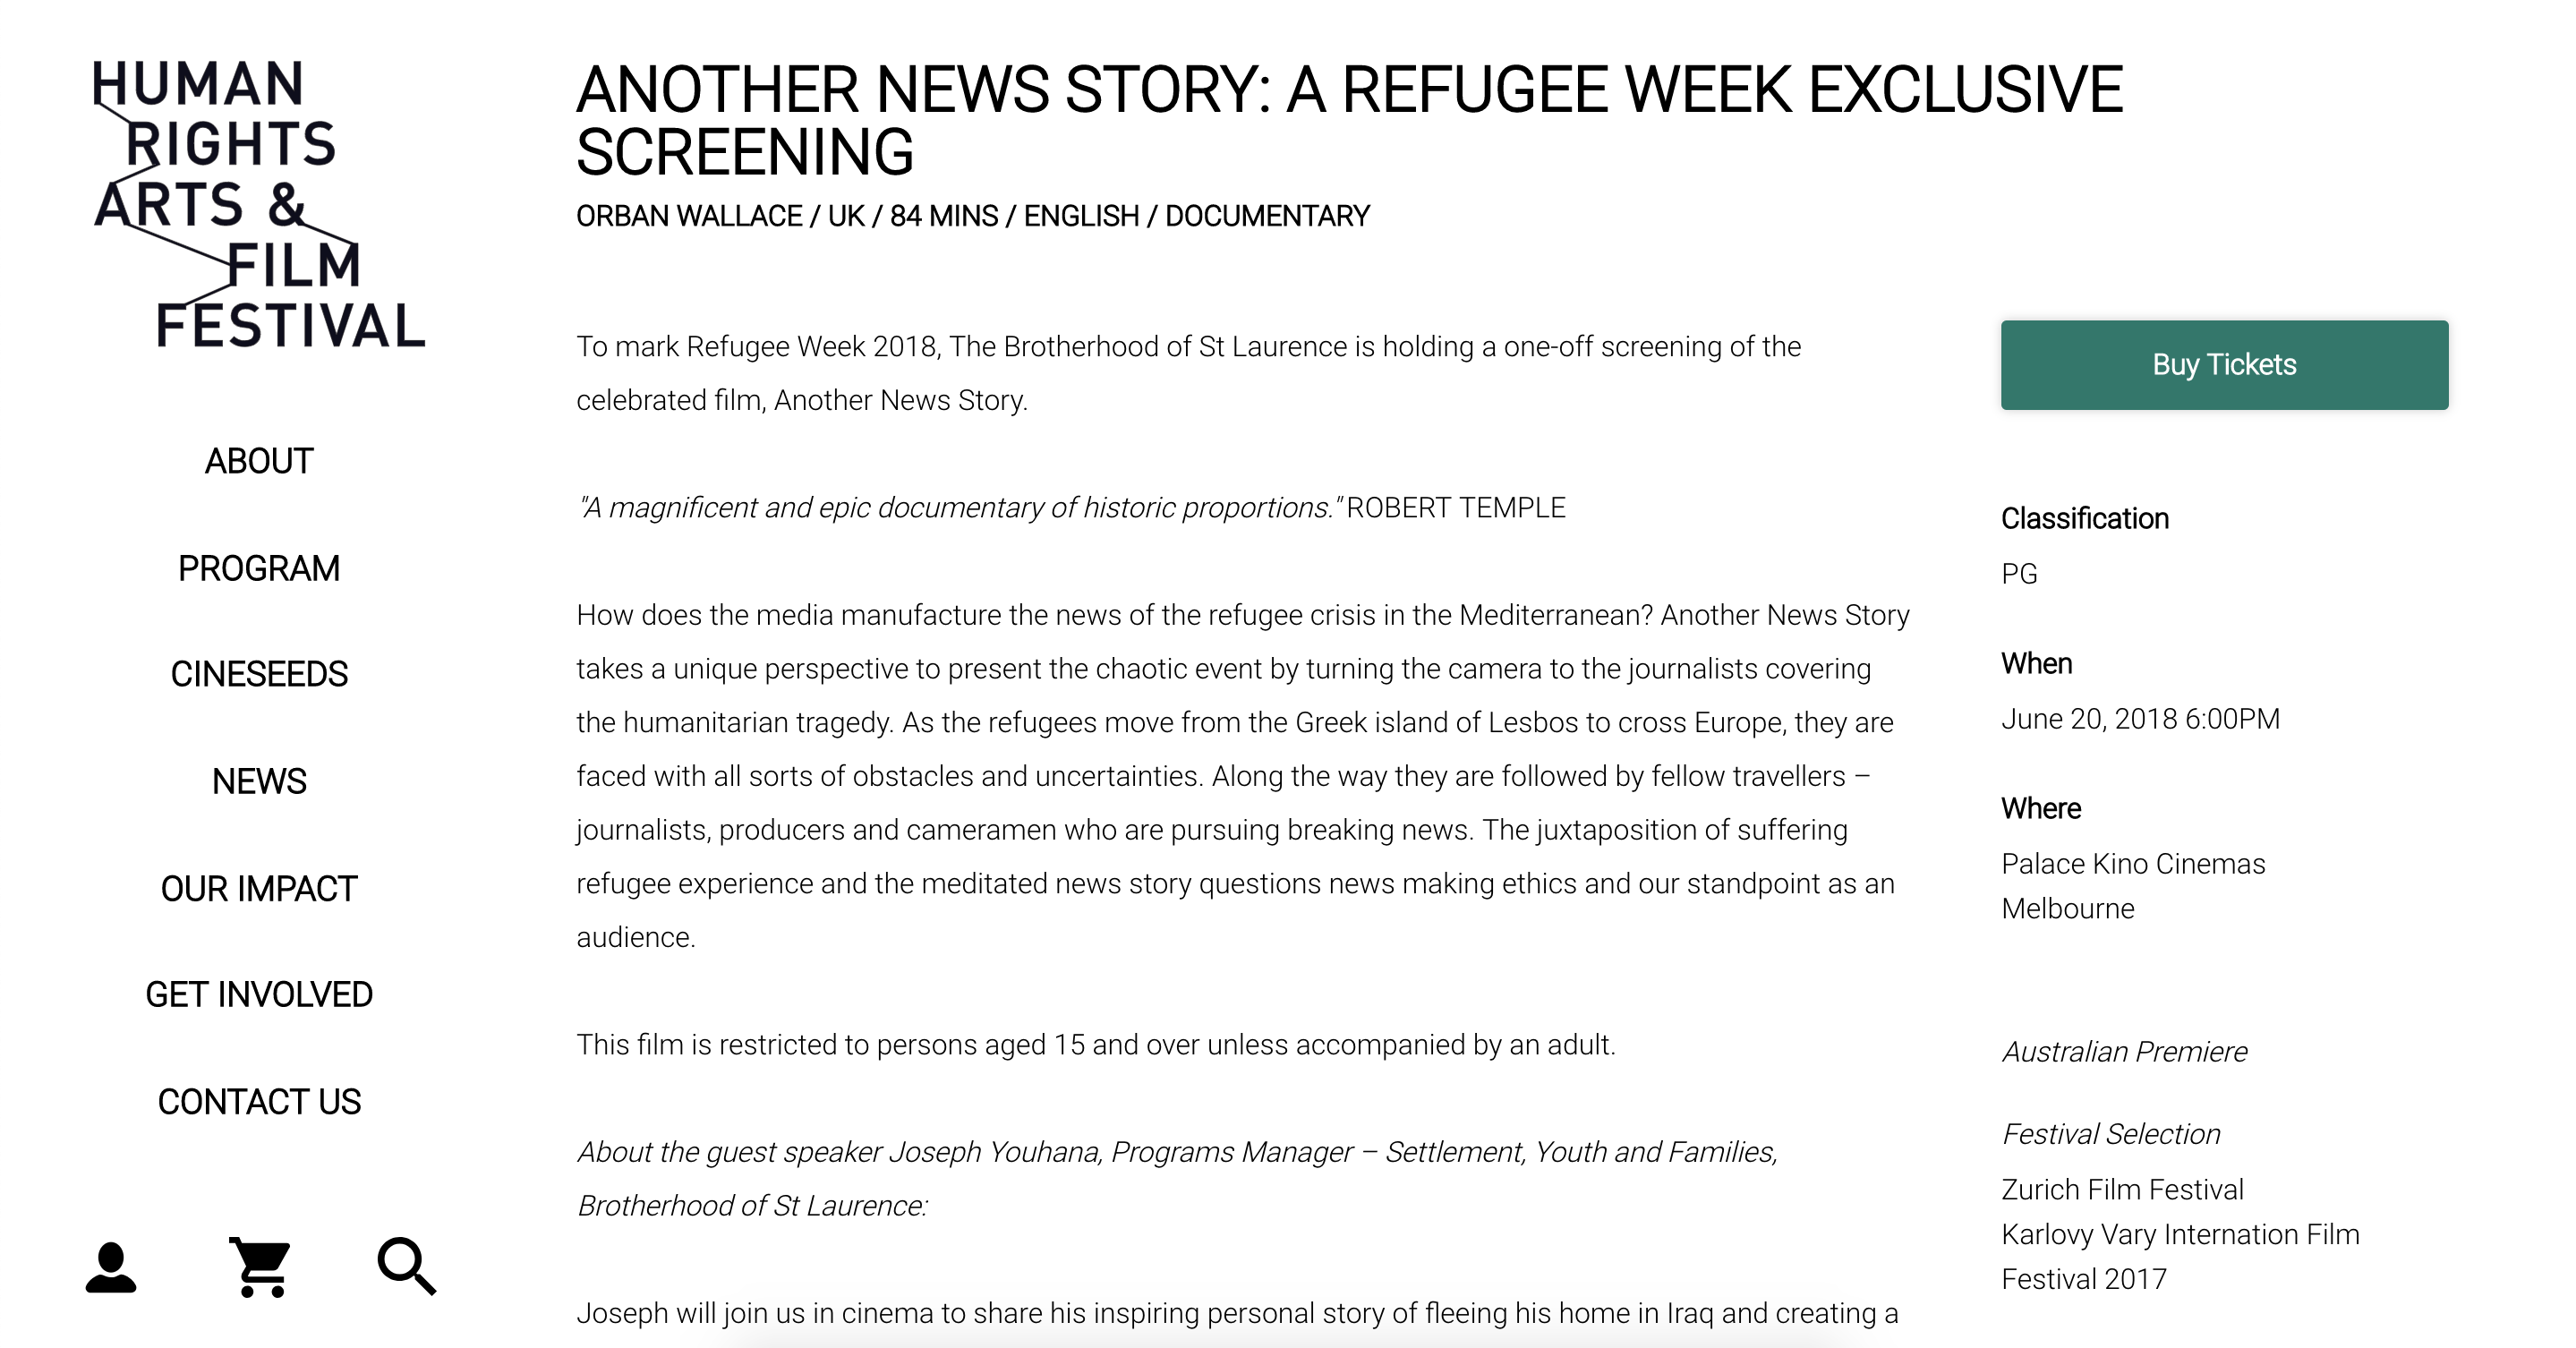 HUMAN
RIGHTS
ARTS &
FILM
FESTIVAL
ABOUT
PROGRAM
CINESEEDS
NEWS
OUR IMPACT
GET INVOLVED
CONTACT US
ANOTHER NEWS STORY: A REFUGEE WEEK EXCLUSIVE
SCREENING
ORBAN WALLACE / UK / 84 MINS / ENGLISH / DOCUMENTARY
To mark Refugee Week 2018, The Brotherhood of St Laurence is holding a one-off screening of the
celebrated film, Another News Story.
"A magnificent and epic documentary of historic proportions." ROBERT TEMPLE
How does the media manufacture the news of the refugee crisis in the Mediterranean? Another News Story
takes a unique perspective to present the chaotic event by turning the camera to the journalists covering
the humanitarian tragedy. As the refugees move from the Greek island of Lesbos to cross Europe, they are
faced with all sorts of obstacles and uncertainties. Along the way they are followed by fellow travellers –
journalists, producers and cameramen who are pursuing breaking news. The juxtaposition of suffering
refugee experience and the meditated news story questions news making ethics and our standpoint as an
audience.
This film is restricted to persons aged 15 and over unless accompanied by an adult.
About the guest speaker Joseph Youhana, Programs Manager – Settlement, Youth and Families,
Brotherhood of St Laurence:
Joseph will join us in cinema to share his inspiring personal story of fleeing his home in Iraq and creating a
Buy Tickets
Classification
PG
When
June 20, 2018 6:00PM
Where
Palace Kino Cinemas
Melbourne
Australian Premiere
Festival Selection
Zurich Film Festival
Karlovy Vary Internation Film
Festival 2017